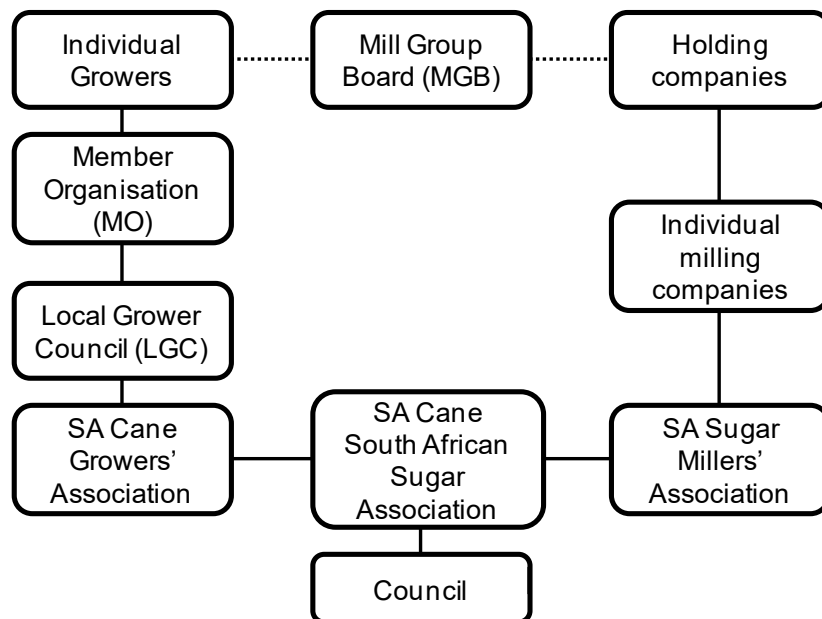 Individual
Growers
Mill Group
Board (MGB)
Holding
companies
Member
Organisation
(MO)
Individual
milling
companies
Local Grower
Council (LGC)
SA Cane
Growers’
Association
SA Cane
South African
Sugar
Association
SA Sugar
Millers’
Association
Council